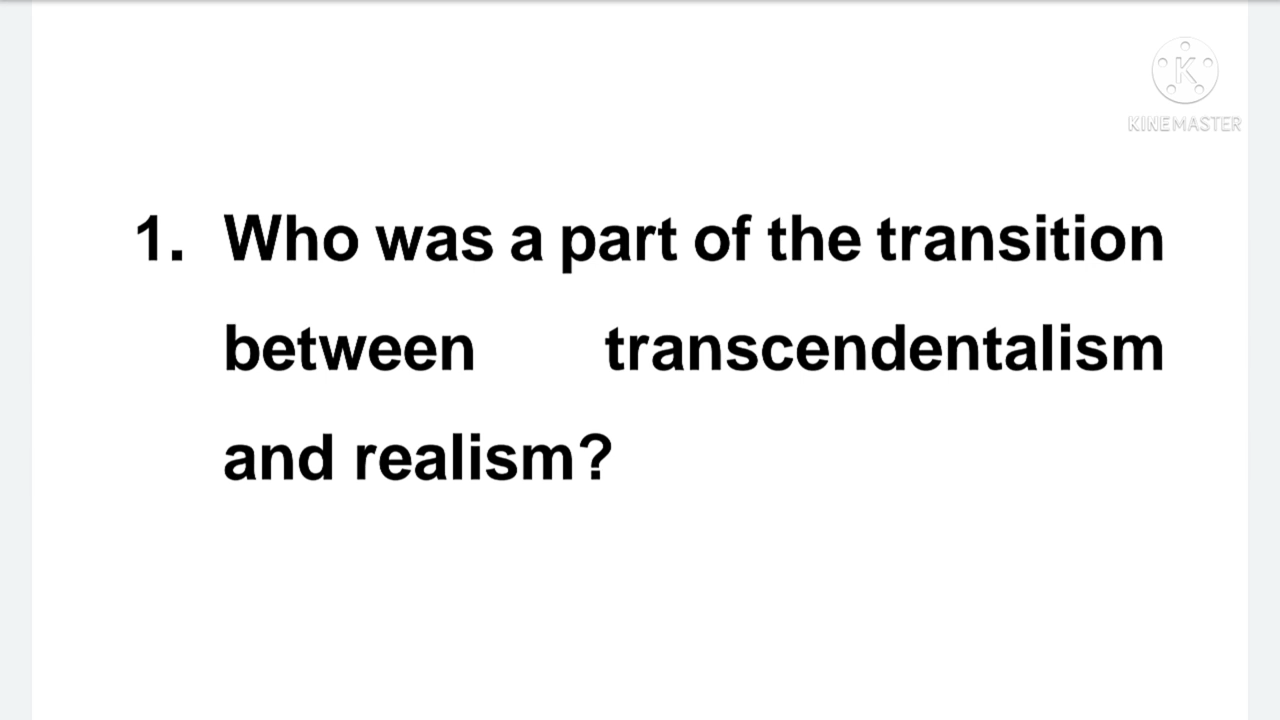 K
KINEMASTER
1. Who was a part of the transition
between transcendentalism
and realism?